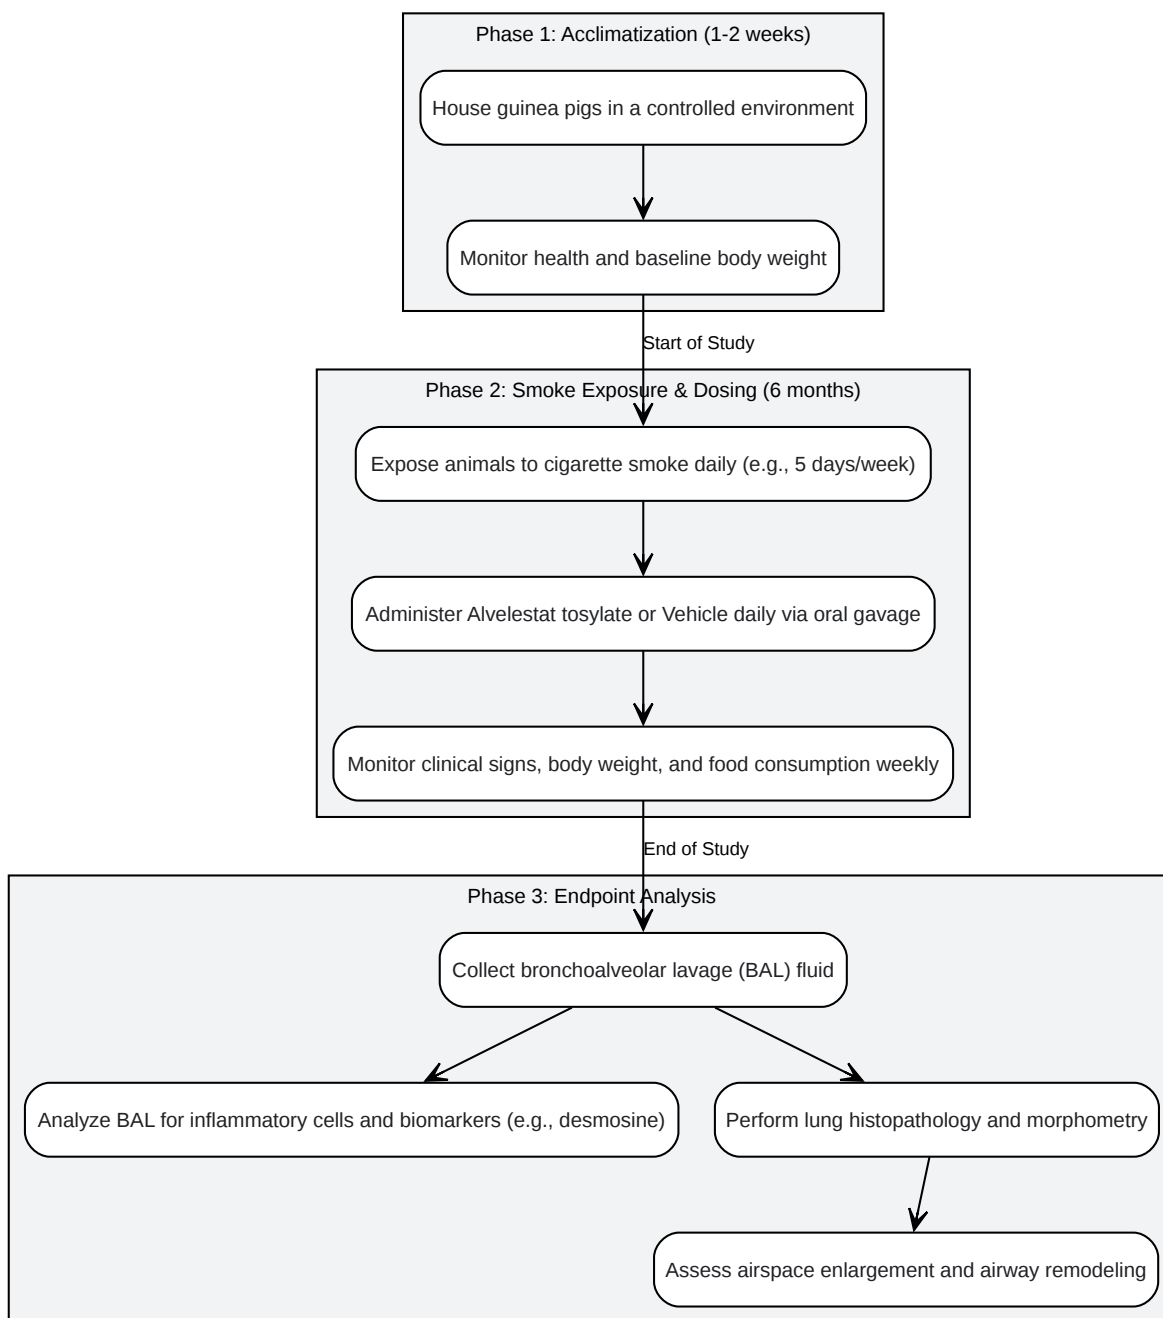 Phase 1: Acclimatization (1-2 weeks)
House guinea pigs in a controlled environment
Monitor health and baseline body weight
Start of Study
Phase 2: Smoke Exposure & Dosing (6 months)
Expose animals to cigarette smoke daily (e.g., 5 days/week)
Administer Alvelestat tosylate or Vehicle daily via oral gavage
Monitor clinical signs, body weight, and food consumption weekly
End of Study
Phase 3: Endpoint Analysis
Collect bronchoalveolar lavage (BAL) fluid
Analyze BAL for inflammatory cells and biomarkers (e.g., desmosine)
Perform lung histopathology and morphometry
Assess airspace enlargement and airway remodeling